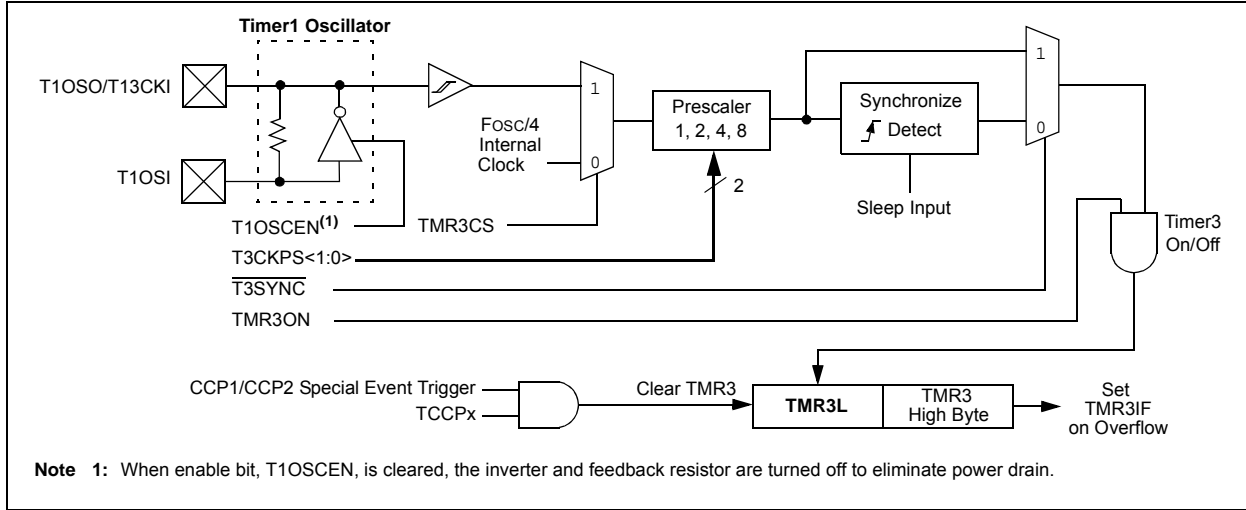 Timer1 Oscillator
T1OSO/T13CKI
T1OSI
1
0
FOSC/4
Internal
Clock
Prescaler
1, 2, 4, 8
2
Synchronize
Detect
Sleep Input
1
0
Timer3
On/Off
T1OSCEN(1)
TMR3CS
T3CKPS<1:0>
T3SYNC
TMR3ON
CCP1/CCP2 Special Event Trigger
TCCPx
Clear TMR3
TMR3L
TMR3
High Byte
Set
TMR3IF
on Overflow
Note 1: When enable bit, T1OSCEN, is cleared, the inverter and feedback resistor are turned off to eliminate power drain.